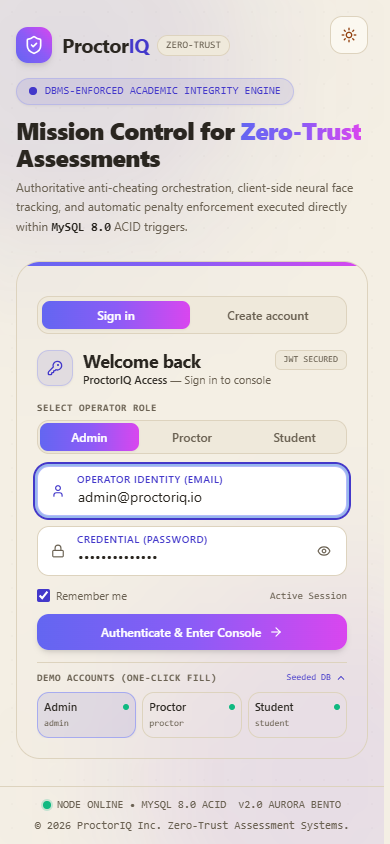 ProctorIQ ZERO-TRUST
DBMS-ENFORCED ACADEMIC INTEGRITY ENGINE
Mission Control for Zero-Trust
Assessments
Authoritative anti-cheating orchestration, client-side neural face
tracking, and automatic penalty enforcement executed directly
within MySQL 8.0 ACID triggers.
Sign in Create account
Welcome back JWT SECURED
ProctorIQ Access — Sign in to console
SELECT OPERATOR ROLE
Admin Proctor Student
OPERATOR IDENTITY (EMAIL)
admin@proctoriq.io
CREDENTIAL (PASSWORD)
••••••••••••••
Remember me Active Session
Authenticate & Enter Console →
DEMO ACCOUNTS (ONE-CLICK FILL) Seeded DB
Admin Proctor Student
admin proctor student
NODE ONLINE • MYSQL 8.0 ACID v2.0 AURORA BENTO
© 2026 ProctorIQ Inc. Zero-Trust Assessment Systems.